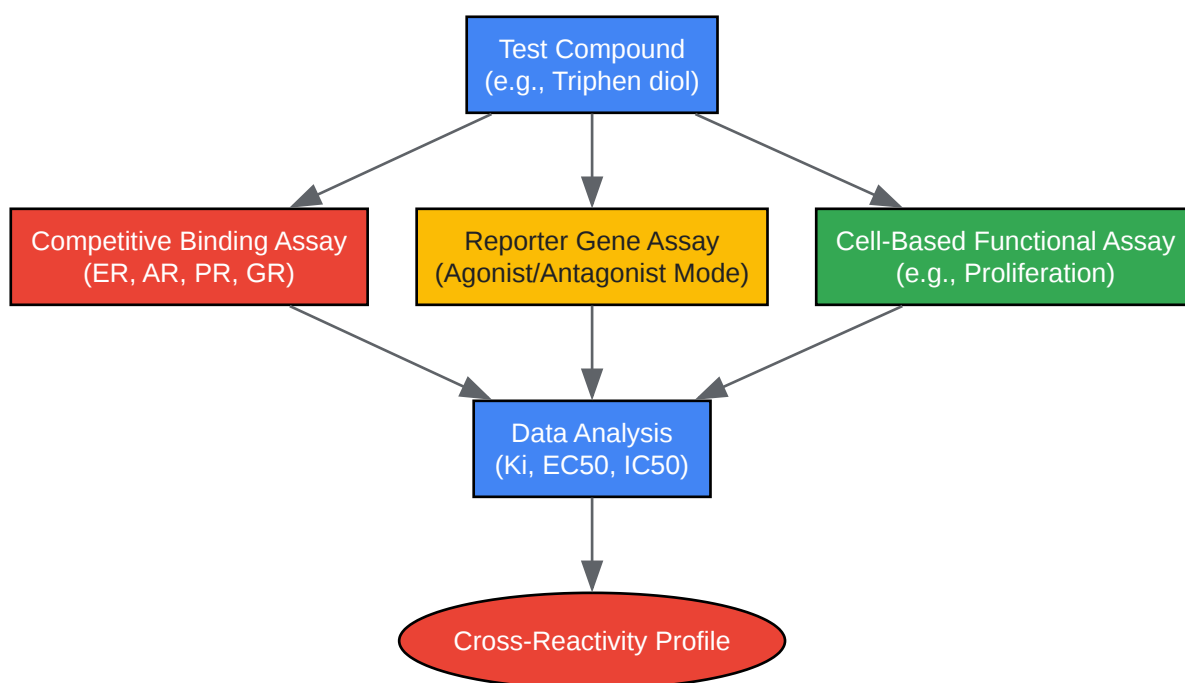 Test Compound
(e.g., Triphen diol)
Competitive Binding Assay
(ER, AR, PR, GR)
Reporter Gene Assay
(Agonist/Antagonist Mode)
Cell-Based Functional Assay
(e.g., Proliferation)
Data Analysis
(Ki, EC50, IC50)
Cross-Reactivity Profile